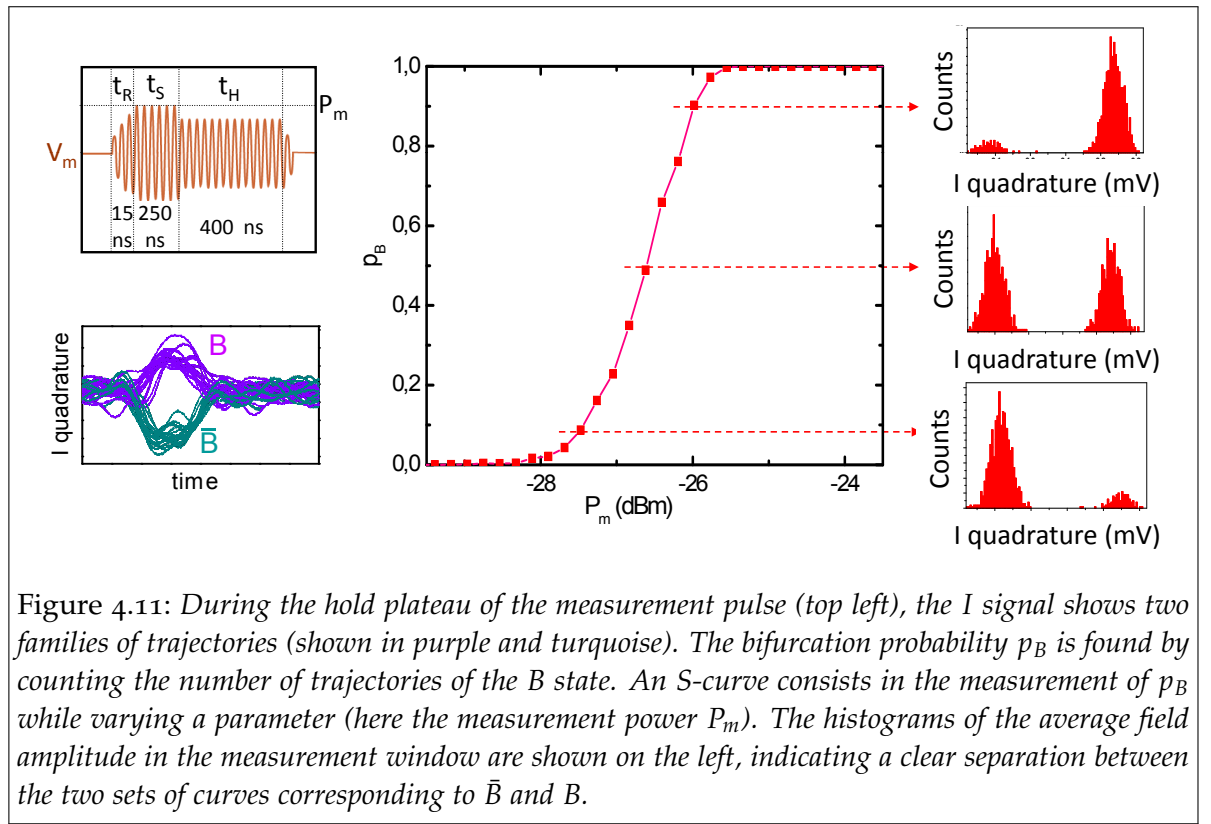 t_R t_S t_H
P_m
V_m
15 250
400 ns
ns ns
I quadrature
B
B̄
time
p_B
1,0
0,8
0,6
0,4
0,2
0,0
-28 -26 -24
P_m (dBm)
Counts
I quadrature (mV)
Counts
I quadrature (mV)
Counts
I quadrature (mV)
Figure 4.11: During the hold plateau of the measurement pulse (top left), the I signal shows two
families of trajectories (shown in purple and turquoise). The bifurcation probability p_B is found by
counting the number of trajectories of the B state. An S-curve consists in the measurement of p_B
while varying a parameter (here the measurement power P_m). The histograms of the average field
amplitude in the measurement window are shown on the left, indicating a clear separation between
the two sets of curves corresponding to B̄ and B.